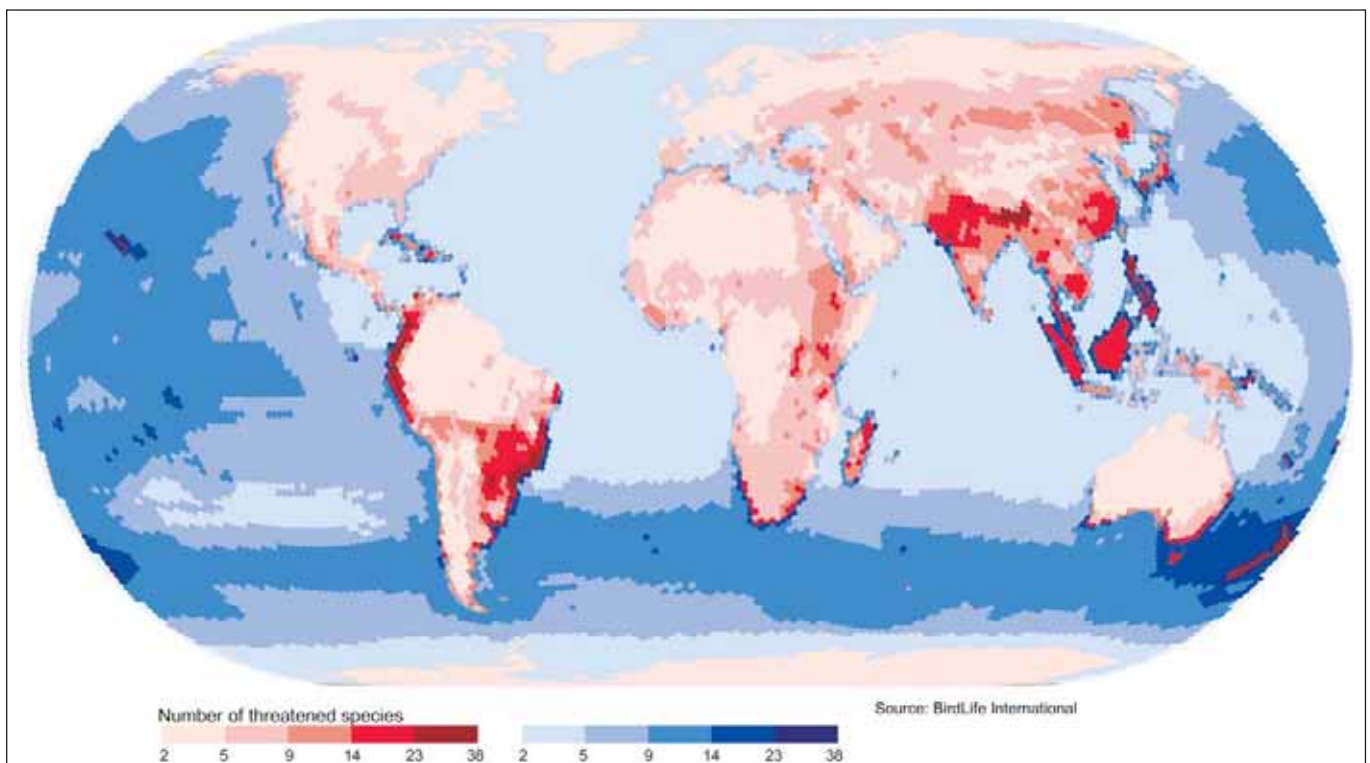 Number of threatened species
Source: BirdLife International
2 5 9 14 23 38 2 5 9 14 23 38